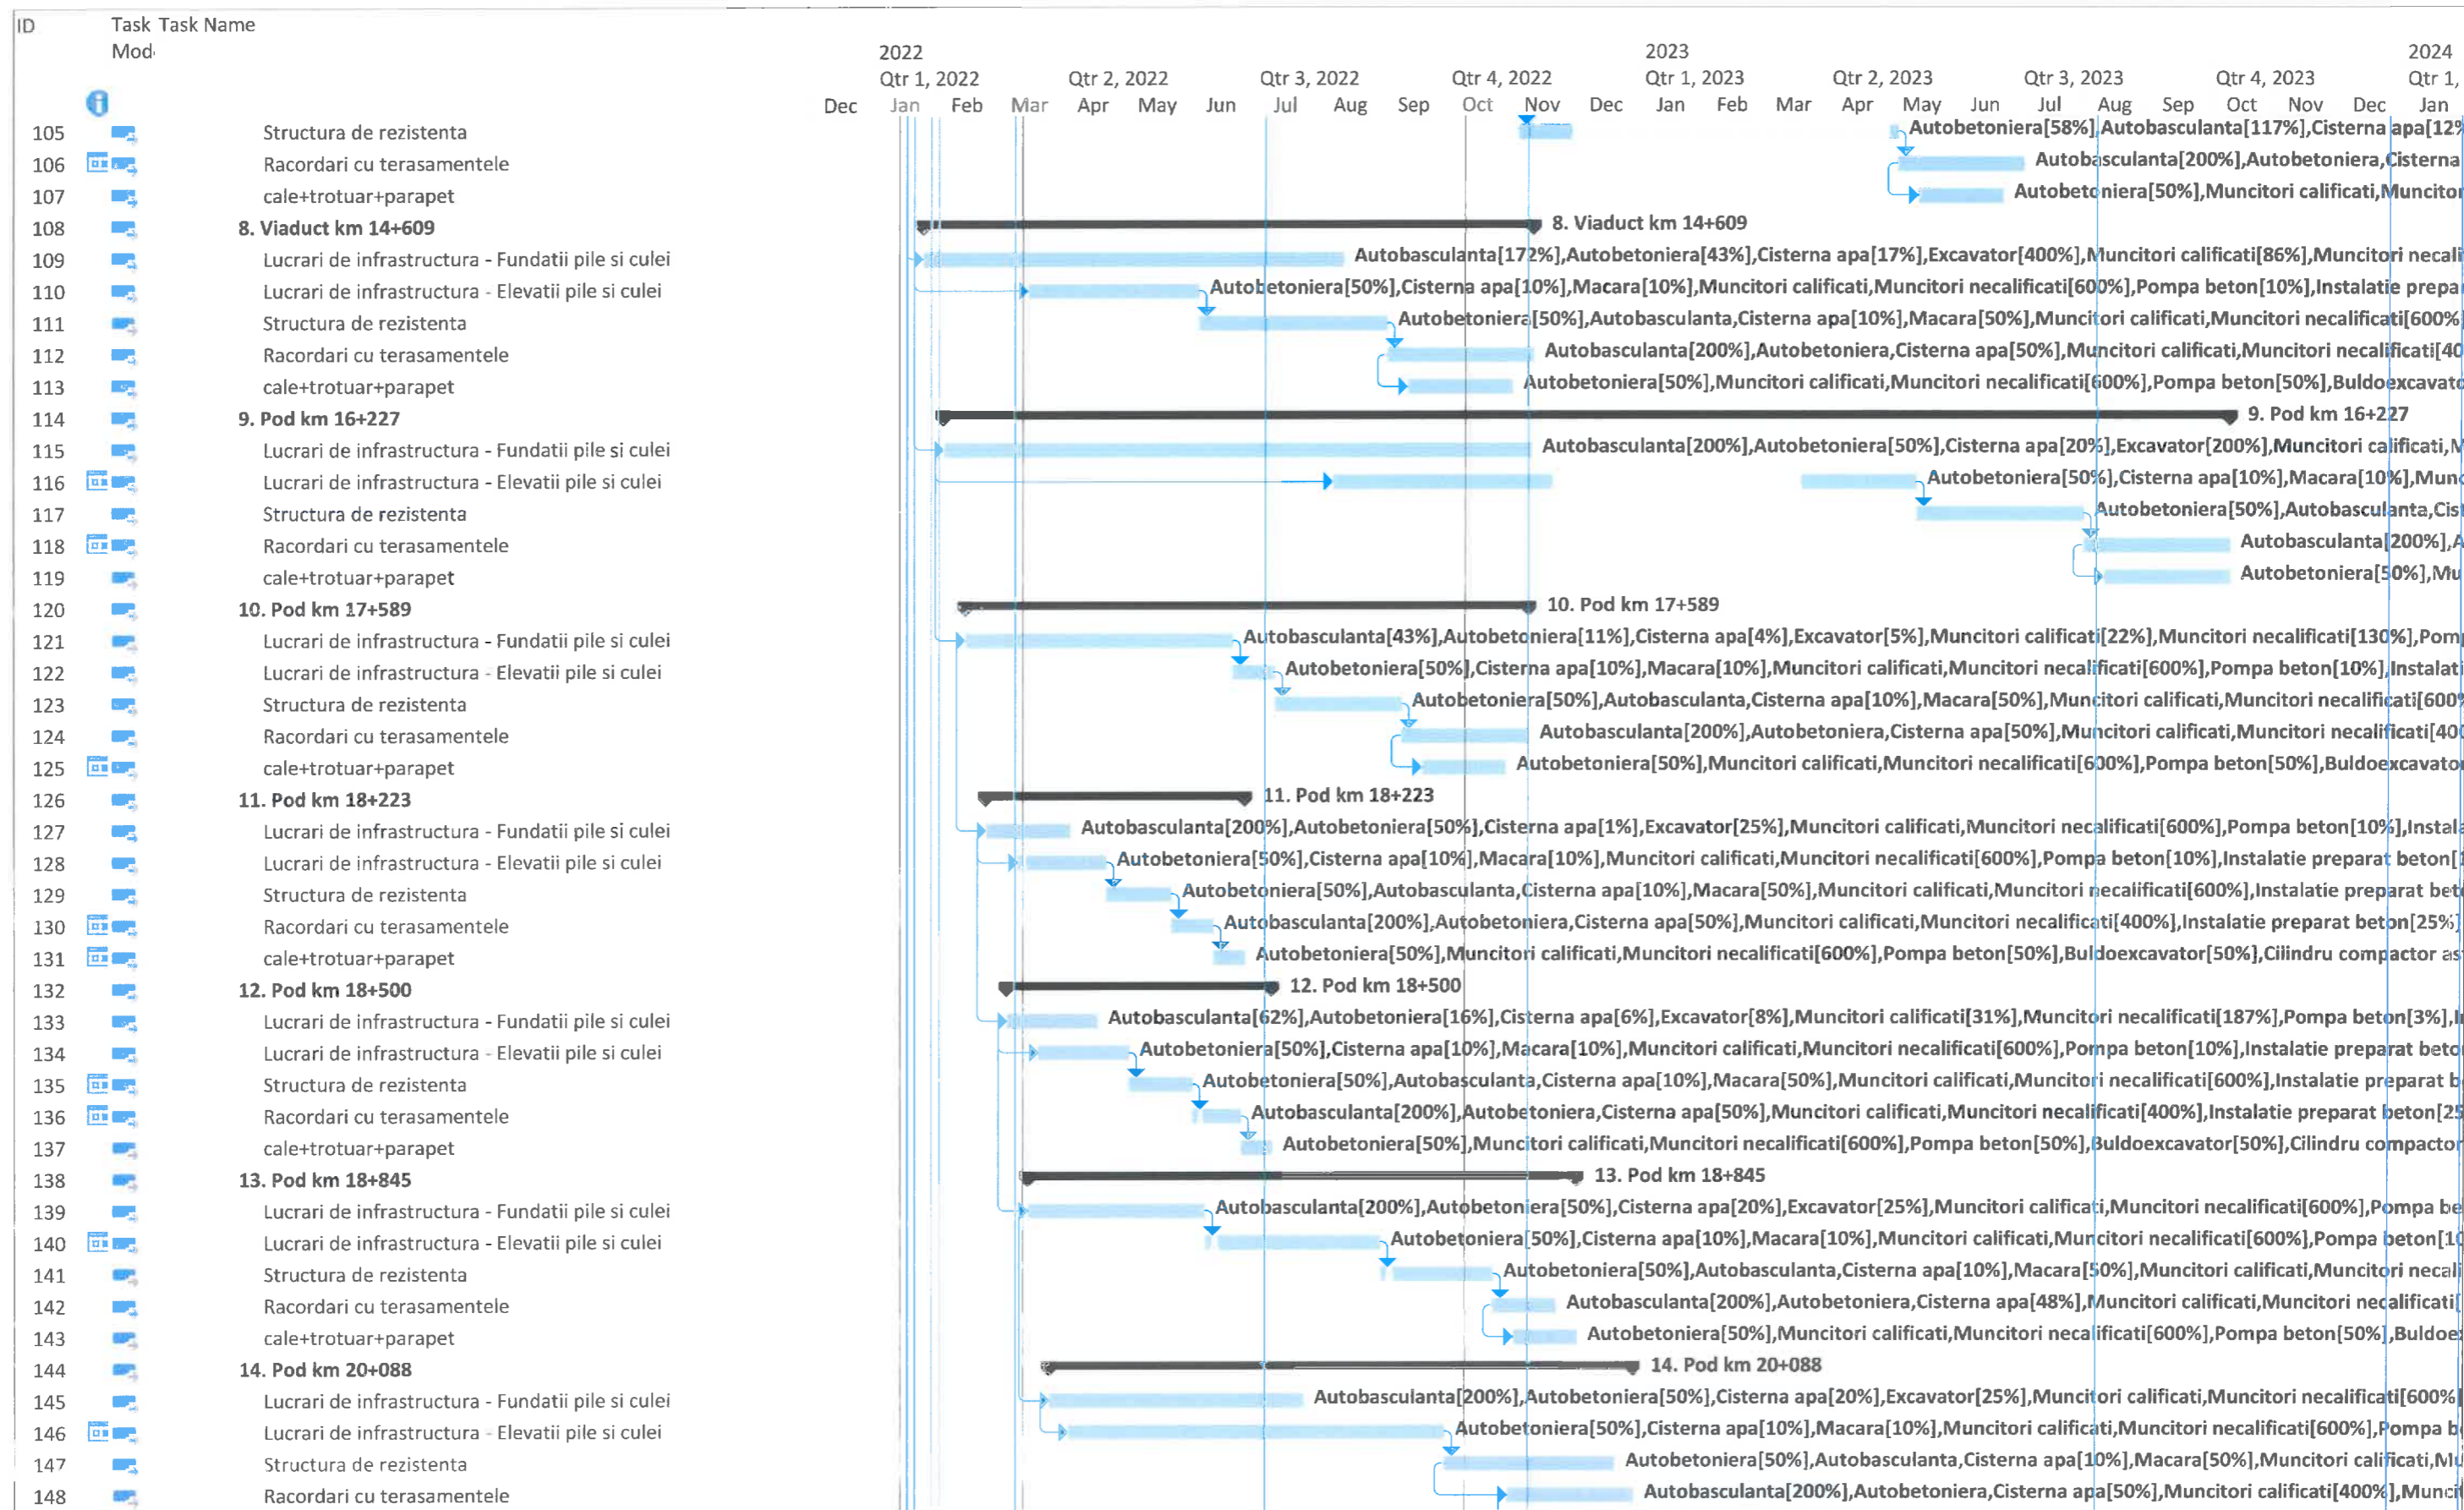 ID Task Task Name
Mod
2022 2023 2024
Qtr 1, 2022 Qtr 2, 2022 Qtr 3, 2022 Qtr 4, 2022 Qtr 1, 2023 Qtr 2, 2023 Qtr 3, 2023 Qtr 4, 2023 Qtr 1,
Dec Jan Feb Mar Apr May Jun Jul Aug Sep Oct Nov Dec Jan Feb Mar Apr May Jun Jul Aug Sep Oct Nov Dec Jan
105 Structura de rezistenta Autobetoniera[58%],Autobasculanta[117%],Cisterna apa[12%
106 Racordari cu terasamentele Autobasculanta[200%],Autobetoniera,Cisterna
107 cale+trotuar+parapet Autobetoniera[50%],Muncitori calificati,Muncitor
108 8. Viaduct km 14+609 8. Viaduct km 14+609
109 Lucrari de infrastructura - Fundatii pile si culei Autobasculanta[172%],Autobetoniera[43%],Cisterna apa[17%],Excavator[400%],Muncitori calificati[86%],Muncitori necali
110 Lucrari de infrastructura - Elevatii pile si culei Autobetoniera[50%],Cisterna apa[10%],Macara[10%],Muncitori calificati,Muncitori necalificati[600%],Pompa beton[10%],Instalatie prepa
111 Structura de rezistenta Autobetoniera[50%],Autobasculanta,Cisterna apa[10%],Macara[50%],Muncitori calificati,Muncitori necalificati[600%
112 Racordari cu terasamentele Autobasculanta[200%],Autobetoniera,Cisterna apa[50%],Muncitori calificati,Muncitori necalificati[40
113 cale+trotuar+parapet Autobetoniera[50%],Muncitori calificati,Muncitori necalificati[600%],Pompa beton[50%],Buldoexcavato
114 9. Pod km 16+227 9. Pod km 16+227
115 Lucrari de infrastructura - Fundatii pile si culei Autobasculanta[200%],Autobetoniera[50%],Cisterna apa[20%],Excavator[200%],Muncitori calificati,M
116 Lucrari de infrastructura - Elevatii pile si culei Autobetoniera[50%],Cisterna apa[10%],Macara[10%],Munc
117 Structura de rezistenta Autobetoniera[50%],Autobasculanta,Cis
118 Racordari cu terasamentele Autobasculanta[200%],A
119 cale+trotuar+parapet Autobetoniera[50%],Mu
120 10. Pod km 17+589 10. Pod km 17+589
121 Lucrari de infrastructura - Fundatii pile si culei Autobasculanta[43%],Autobetoniera[11%],Cisterna apa[4%],Excavator[5%],Muncitori calificati[22%],Muncitori necalificati[130%],Pom
122 Lucrari de infrastructura - Elevatii pile si culei Autobetoniera[50%],Cisterna apa[10%],Macara[10%],Muncitori calificati,Muncitori necalificati[600%],Pompa beton[10%],Instalati
123 Structura de rezistenta Autobetoniera[50%],Autobasculanta,Cisterna apa[10%],Macara[50%],Muncitori calificati,Muncitori necalificati[600%
124 Racordari cu terasamentele Autobasculanta[200%],Autobetoniera,Cisterna apa[50%],Muncitori calificati,Muncitori necalificati[400
125 cale+trotuar+parapet Autobetoniera[50%],Muncitori calificati,Muncitori necalificati[600%],Pompa beton[50%],Buldoexcavato
126 11. Pod km 18+223 11. Pod km 18+223
127 Lucrari de infrastructura - Fundatii pile si culei Autobasculanta[200%],Autobetoniera[50%],Cisterna apa[1%],Excavator[25%],Muncitori calificati,Muncitori necalificati[600%],Pompa beton[10%],Instala
128 Lucrari de infrastructura - Elevatii pile si culei Autobetoniera[50%],Cisterna apa[10%],Macara[10%],Muncitori calificati,Muncitori necalificati[600%],Pompa beton[10%],Instalatie preparat beton[
129 Structura de rezistenta Autobetoniera[50%],Autobasculanta,Cisterna apa[10%],Macara[50%],Muncitori calificati,Muncitori necalificati[600%],Instalatie preparat bet
130 Racordari cu terasamentele Autobasculanta[200%],Autobetoniera,Cisterna apa[50%],Muncitori calificati,Muncitori necalificati[400%],Instalatie preparat beton[25%]
131 cale+trotuar+parapet Autobetoniera[50%],Muncitori calificati,Muncitori necalificati[600%],Pompa beton[50%],Buldoexcavator[50%],Cilindru compactor as
132 12. Pod km 18+500 12. Pod km 18+500
133 Lucrari de infrastructura - Fundatii pile si culei Autobasculanta[62%],Autobetoniera[16%],Cisterna apa[6%],Excavator[8%],Muncitori calificati[31%],Muncitori necalificati[187%],Pompa beton[3%],I
134 Lucrari de infrastructura - Elevatii pile si culei Autobetoniera[50%],Cisterna apa[10%],Macara[10%],Muncitori calificati,Muncitori necalificati[600%],Pompa beton[10%],Instalatie preparat beto
135 Structura de rezistenta Autobetoniera[50%],Autobasculanta,Cisterna apa[10%],Macara[50%],Muncitori calificati,Muncitori necalificati[600%],Instalatie preparat b
136 Racordari cu terasamentele Autobasculanta[200%],Autobetoniera,Cisterna apa[50%],Muncitori calificati,Muncitori necalificati[400%],Instalatie preparat beton[25
137 cale+trotuar+parapet Autobetoniera[50%],Muncitori calificati,Muncitori necalificati[600%],Pompa beton[50%],Buldoexcavator[50%],Cilindru compactor
138 13. Pod km 18+845 13. Pod km 18+845
139 Lucrari de infrastructura - Fundatii pile si culei Autobasculanta[200%],Autobetoniera[50%],Cisterna apa[20%],Excavator[25%],Muncitori calificati,Muncitori necalificati[600%],Pompa be
140 Lucrari de infrastructura - Elevatii pile si culei Autobetoniera[50%],Cisterna apa[10%],Macara[10%],Muncitori calificati,Muncitori necalificati[600%],Pompa beton[10
141 Structura de rezistenta Autobetoniera[50%],Autobasculanta,Cisterna apa[10%],Macara[50%],Muncitori calificati,Muncitori necali
142 Racordari cu terasamentele Autobasculanta[200%],Autobetoniera,Cisterna apa[48%],Muncitori calificati,Muncitori necalificati[
143 cale+trotuar+parapet Autobetoniera[50%],Muncitori calificati,Muncitori necalificati[600%],Pompa beton[50%],Buldoe
144 14. Pod km 20+088 14. Pod km 20+088
145 Lucrari de infrastructura - Fundatii pile si culei Autobasculanta[200%],Autobetoniera[50%],Cisterna apa[20%],Excavator[25%],Muncitori calificati,Muncitori necalificati[600%
146 Lucrari de infrastructura - Elevatii pile si culei Autobetoniera[50%],Cisterna apa[10%],Macara[10%],Muncitori calificati,Muncitori necalificati[600%],Pompa b
147 Structura de rezistenta Autobetoniera[50%],Autobasculanta,Cisterna apa[10%],Macara[50%],Muncitori calificati,Mu
148 Racordari cu terasamentele Autobasculanta[200%],Autobetoniera,Cisterna apa[50%],Muncitori calificati[400%],Munci